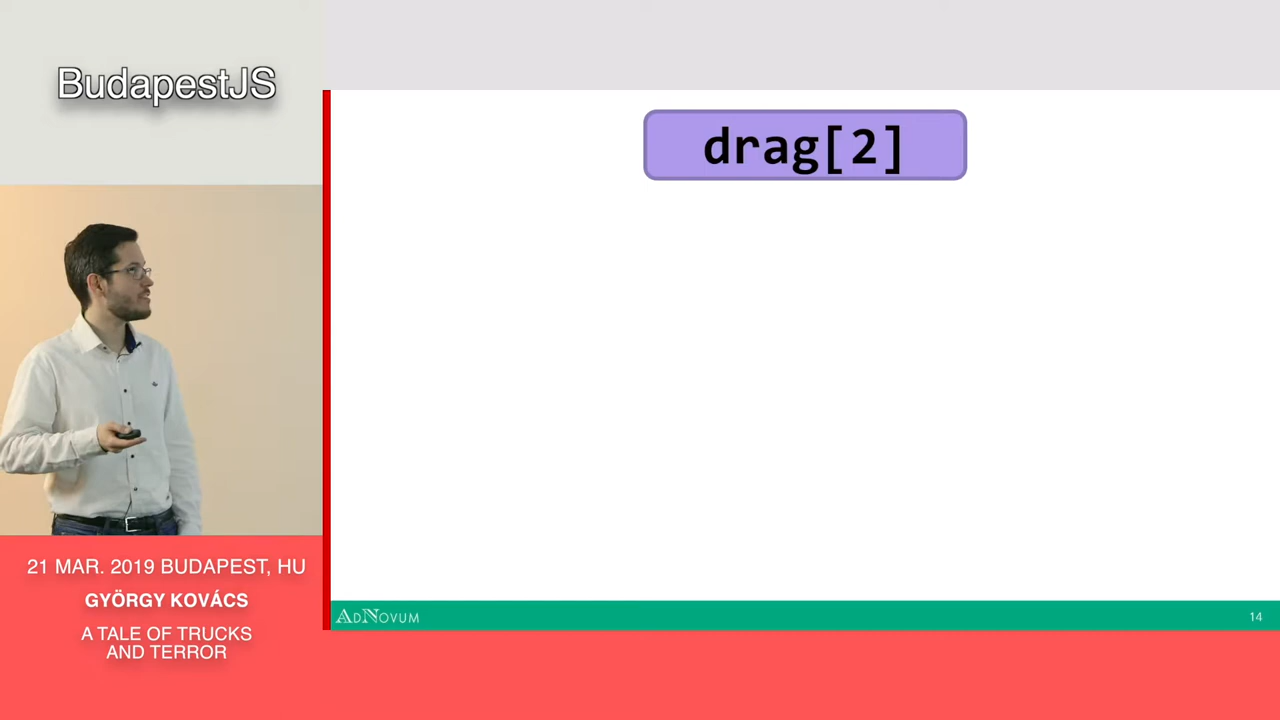 BudapestJS
drag[2]
21 MAR. 2019 BUDAPEST, HU
GYÖRGY KOVÁCS
A TALE OF TRUCKS
AND TERROR
ADNOVUM
14